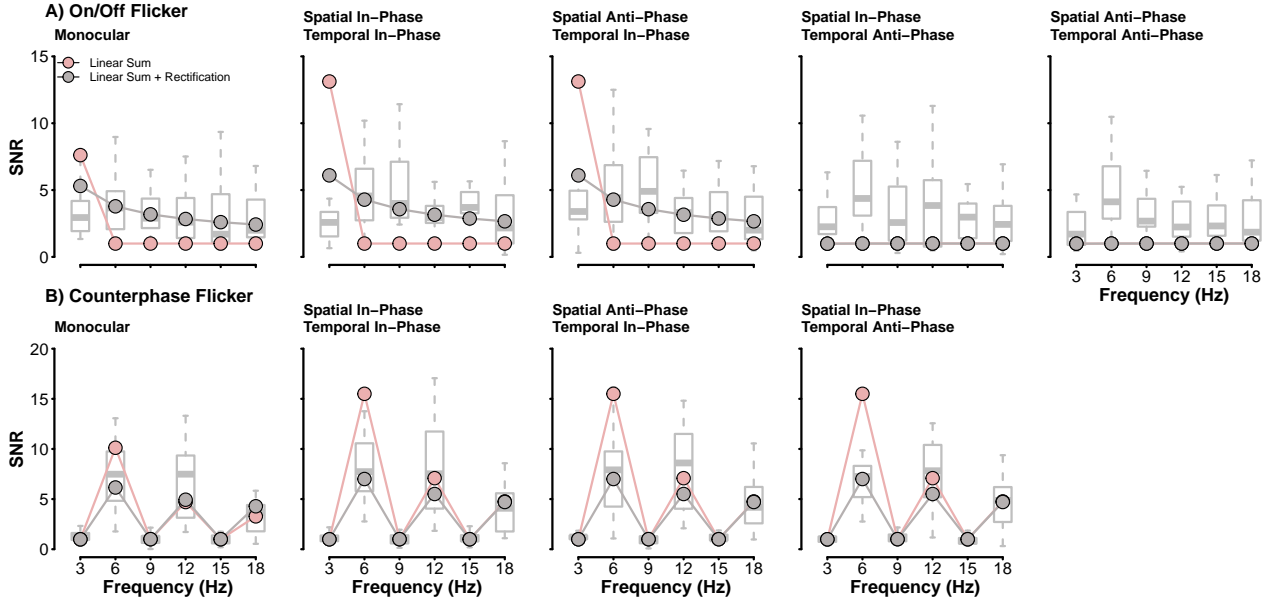 A) On/Off Flicker
Monocular
Spatial In−Phase
Temporal In−Phase
Spatial Anti−Phase
Temporal In−Phase
Spatial In−Phase
Temporal Anti−Phase
Spatial Anti−Phase
Temporal Anti−Phase
Linear Sum
Linear Sum + Rectification
15
10
5
0
SNR
3 6 9 12 15 18
Frequency (Hz)
B) Counterphase Flicker
Monocular
Spatial In−Phase
Temporal In−Phase
Spatial Anti−Phase
Temporal In−Phase
Spatial In−Phase
Temporal Anti−Phase
20
15
10
5
0
SNR
3 6 9 12 15 18
Frequency (Hz)
3 6 9 12 15 18
Frequency (Hz)
3 6 9 12 15 18
Frequency (Hz)
3 6 9 12 15 18
Frequency (Hz)